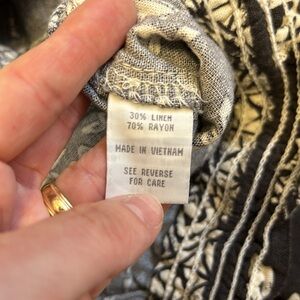 30% LINEN
70% RAYON
MADE IN VIETNAM
SEE REVERSE
FOR CARE